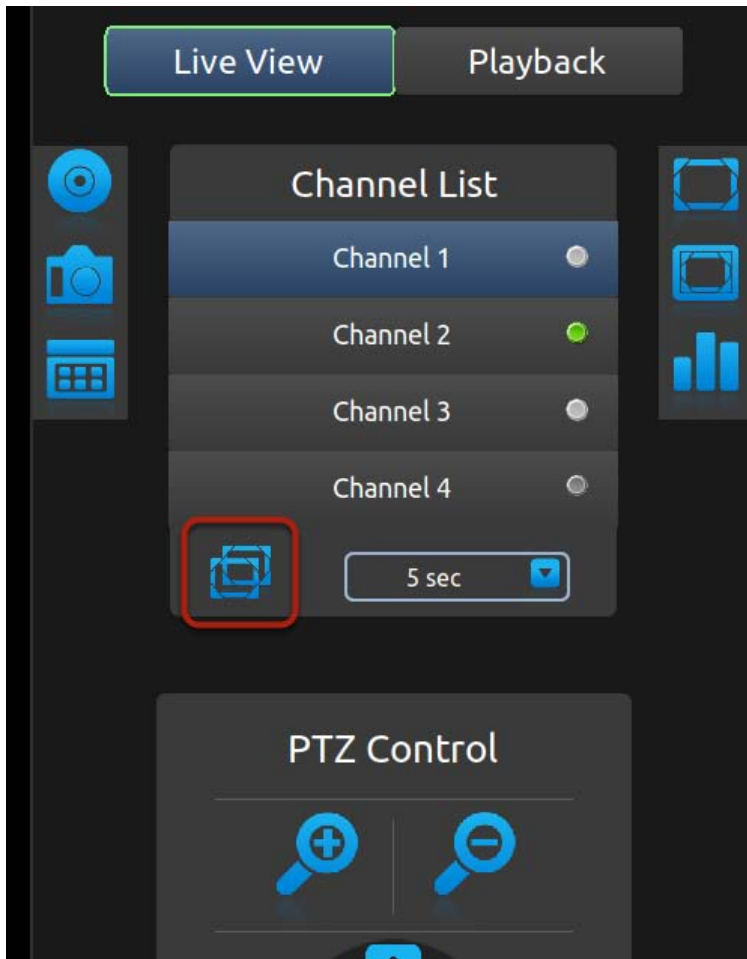 Live View
Playback
Channel List
Channel 1
Channel 2
Channel 3
Channel 4
5 sec
PTZ Control